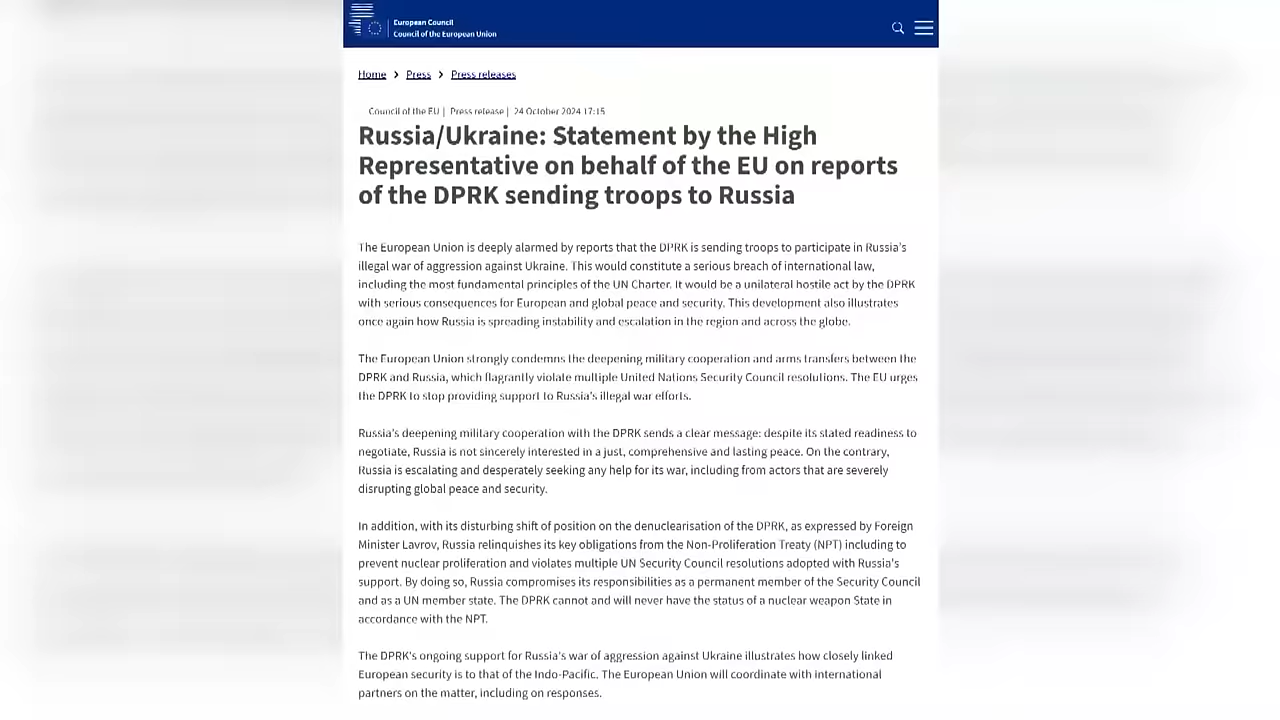 European Council
Council of the European Union
Home > Press > Press releases
Council of the EU | Press release | 24 October 2024 17:15
Russia/Ukraine: Statement by the High
Representative on behalf of the EU on reports
of the DPRK sending troops to Russia
The European Union is deeply alarmed by reports that the DPRK is sending troops to participate in Russia's
illegal war of aggression against Ukraine. This would constitute a serious breach of international law,
including the most fundamental principles of the UN Charter. It would be a unilateral hostile act by the DPRK
with serious consequences for European and global peace and security. This development also illustrates
once again how Russia is spreading instability and escalation in the region and across the globe.
The European Union strongly condemns the deepening military cooperation and arms transfers between the
DPRK and Russia, which flagrantly violate multiple United Nations Security Council resolutions. The EU urges
the DPRK to stop providing support to Russia's illegal war efforts.
Russia's deepening military cooperation with the DPRK sends a clear message: despite its stated readiness to
negotiate, Russia is not sincerely interested in a just, comprehensive and lasting peace. On the contrary,
Russia is escalating and desperately seeking any help for its war, including from actors that are severely
disrupting global peace and security.
In addition, with its disturbing shift of position on the denuclearisation of the DPRK, as expressed by Foreign
Minister Lavrov, Russia relinquishes its key obligations from the Non-Proliferation Treaty (NPT) including to
prevent nuclear proliferation and violates multiple UN Security Council resolutions adopted with Russia's
support. By doing so, Russia compromises its responsibilities as a permanent member of the Security Council
and as a UN member state. The DPRK cannot and will never have the status of a nuclear weapon State in
accordance with the NPT.
The DPRK's ongoing support for Russia's war of aggression against Ukraine illustrates how closely linked
European security is to that of the Indo-Pacific. The European Union will coordinate with international
partners on the matter, including on responses.